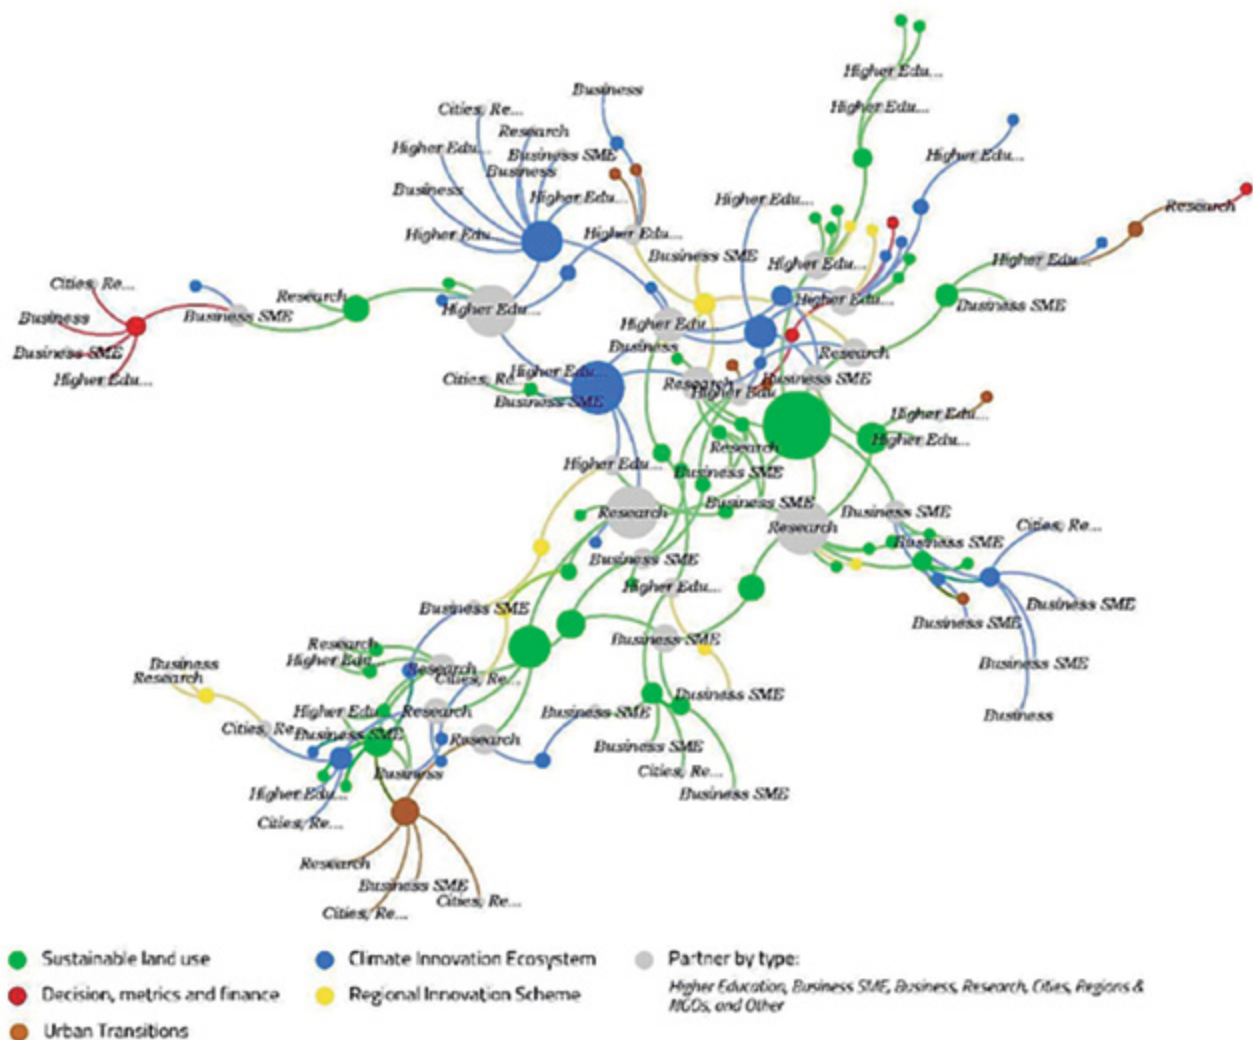 Higher Edu...
Higher Edu...
Business
Cities, Re...
Research
Higher Edu...
Business SME
Higher Edu...
Business
Business
Higher Edu...
Higher Edu...
Research
Higher Edu...
Higher Edu...
Business SME
Higher Edu...
Higher Edu...
Cities, Re...
Research
Higher Edu...
Business SME
Business
Business SME
Higher Edu...
Higher Edu...
Business
Research
Business SME
Higher Edu...
Higher Edu...
Cities, Re...
Business SME
Research
Business SME
Higher Edu...
Higher Edu...
Higher Edu...
Research
Higher Edu...
Business SME
Business SME
Research
Research
Business SME
Business SME
Cities, Re...
Business SME
Higher Edu...
Business SME
Business SME
Business SME
Business SME
Research
Higher Edu...
Research
Cities, Re...
Business
Research
Business SME
Business SME
Higher Edu...
Research
Business SME
Business
Cities, Re...
Business SME
Research
Business SME
Business
Cities, Re...
Higher Edu...
Business SME
Cities, Re...
Research
Business SME
Cities, Re...
Cities, Re...
Sustainable land use
Climate Innovation Ecosystem
Partner by type:
Decision, metrics and finance
Regional Innovation Scheme
Higher Education, Business SME, Business, Research, Cities, Regions &
NGOs, and Other
Urban Transitions